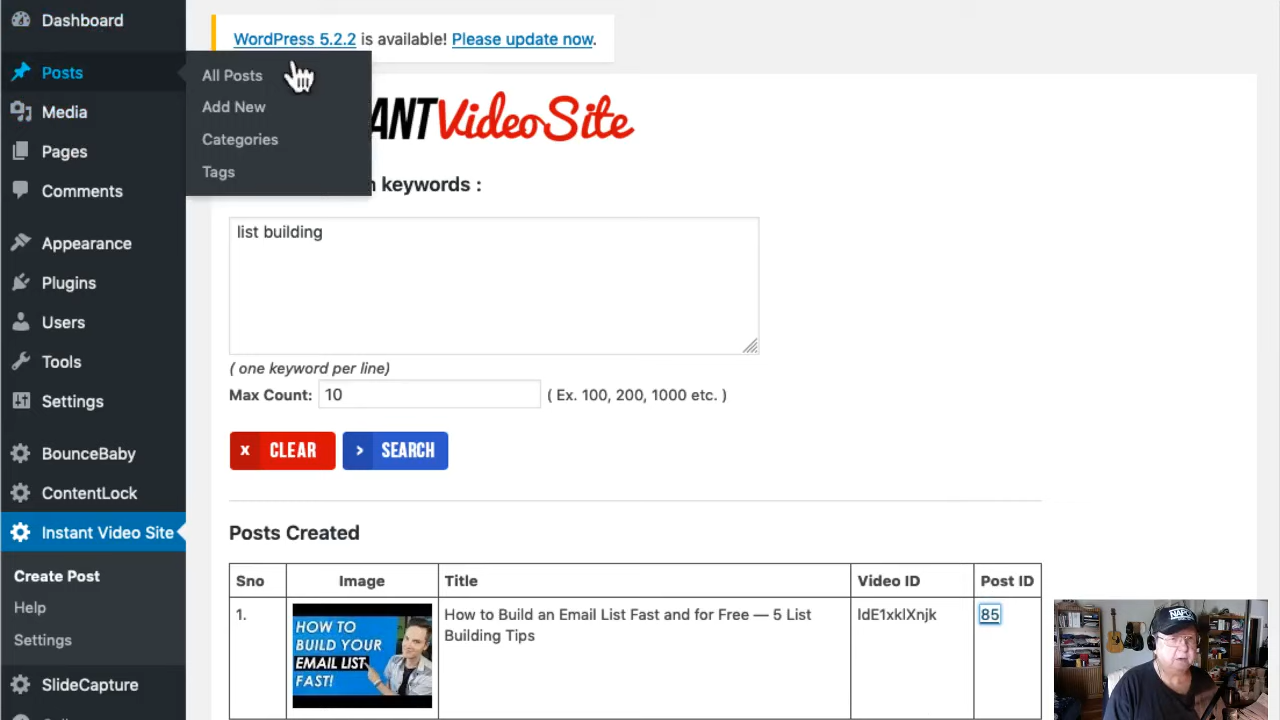 Dashboard
Posts
Media
Pages
Comments
Appearance
Plugins
Users
Tools
Settings
BounceBaby
ContentLock
Instant Video Site
Create Post
Help
Settings
SlideCapture
All Posts
Add New
Categories
Tags
WordPress 5.2.2 is available! Please update now.
ANT VideoSite
keywords :
list building
( one keyword per line)
Max Count: 10 ( Ex. 100, 200, 1000 etc. )
x CLEAR > SEARCH
Posts Created
Sno Image Title Video ID Post ID
1.
HOW TO
BUILD YOUR
EMAIL LIST
FAST!
How to Build an Email List Fast and for Free — 5 List
Building Tips
ldE1xklXnjk
85